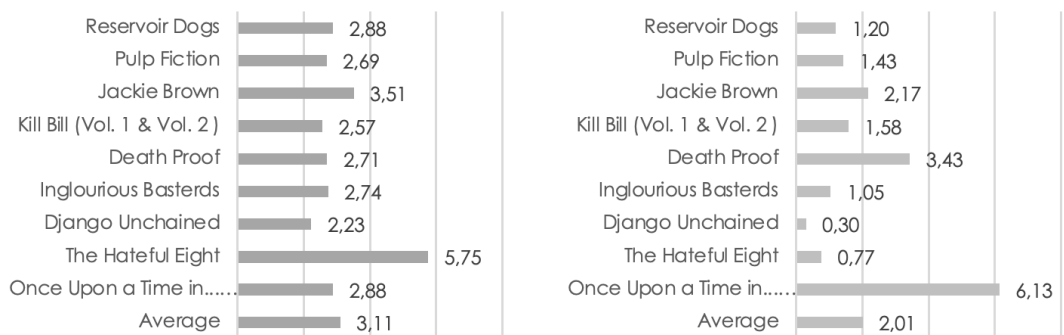 Reservoir Dogs 2,88
Pulp Fiction 2,69
Jackie Brown 3,51
Kill Bill (Vol. 1 & Vol. 2) 2,57
Death Proof 2,71
Inglourious Basterds 2,74
Django Unchained 2,23
The Hateful Eight 5,75
Once Upon a Time in...... 2,88
Average 3,11
Reservoir Dogs 1,20
Pulp Fiction 1,43
Jackie Brown 2,17
Kill Bill (Vol. 1 & Vol. 2) 1,58
Death Proof 3,43
Inglourious Basterds 1,05
Django Unchained 0,30
The Hateful Eight 0,77
Once Upon a Time in...... 6,13
Average 2,01